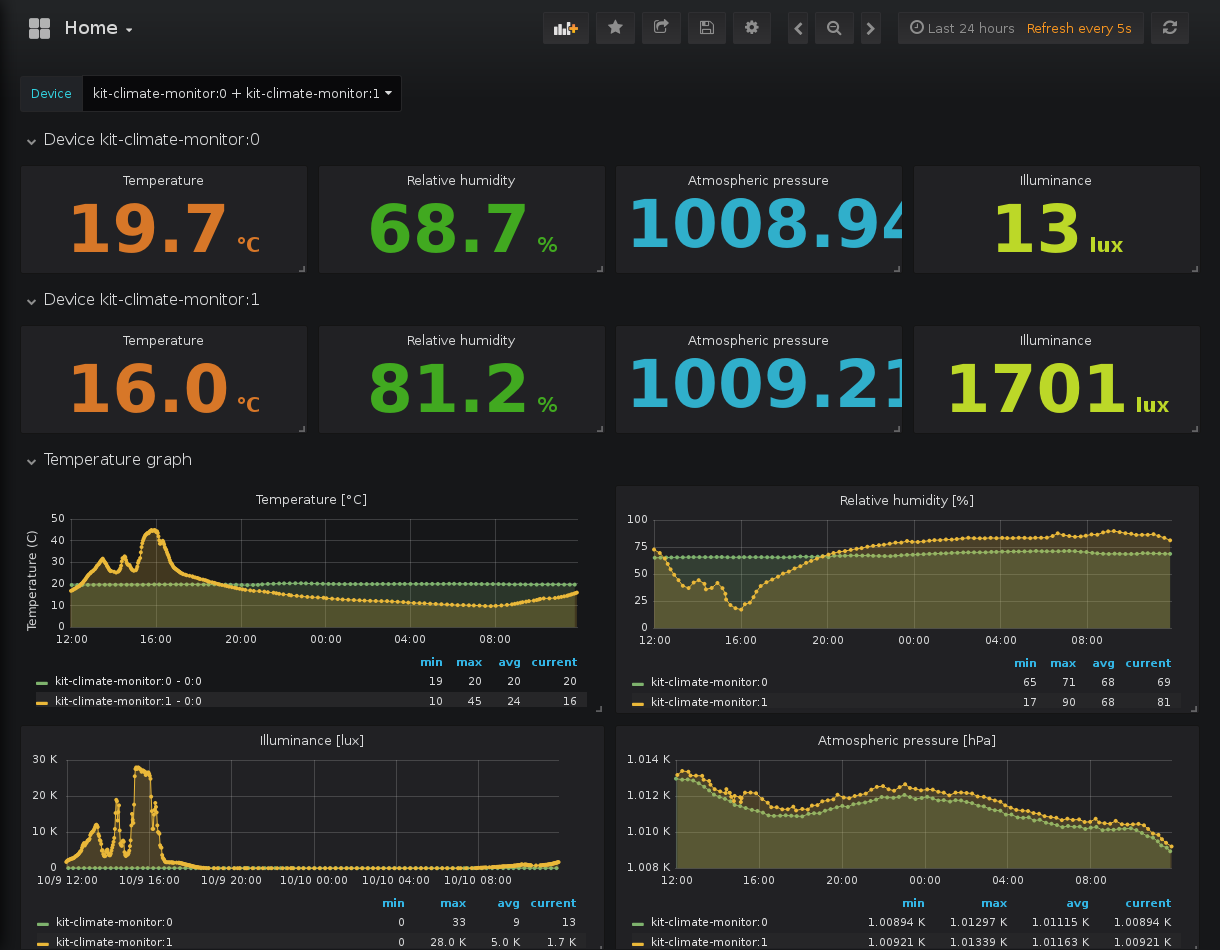 Home
Last 24 hours Refresh every 5s
Device kit-climate-monitor:0 + kit-climate-monitor:1
Device kit-climate-monitor:0
Temperature Relative humidity Atmospheric pressure Illuminance
19.7 °C 68.7 % 1008.94 13 lux
Device kit-climate-monitor:1
Temperature Relative humidity Atmospheric pressure Illuminance
16.0 °C 81.2 % 1009.21 1701 lux
Temperature graph
Temperature [°C]
Temperature (C)
50
40
30
20
10
0
12:00 16:00 20:00 00:00 04:00 08:00
min max avg current
kit-climate-monitor:0 - 0:0 19 20 20 20
kit-climate-monitor:1 - 0:0 10 45 24 16
Relative humidity [%]
100
75
50
25
0
12:00 16:00 20:00 00:00 04:00 08:00
min max avg current
kit-climate-monitor:0 65 71 68 69
kit-climate-monitor:1 17 90 68 81
Illuminance [lux]
30 K
20 K
10 K
0
10/9 12:00 10/9 16:00 10/9 20:00 10/10 00:00 10/10 04:00 10/10 08:00
min max avg current
kit-climate-monitor:0 0 33 9 13
kit-climate-monitor:1 0 28.0 K 5.0 K 1.7 K
Atmospheric pressure [hPa]
1.014 K
1.012 K
1.010 K
1.008 K
12:00 16:00 20:00 00:00 04:00 08:00
min max avg current
kit-climate-monitor:0 1.00894 K 1.01297 K 1.01115 K 1.00894 K
kit-climate-monitor:1 1.00921 K 1.01339 K 1.01163 K 1.00921 K